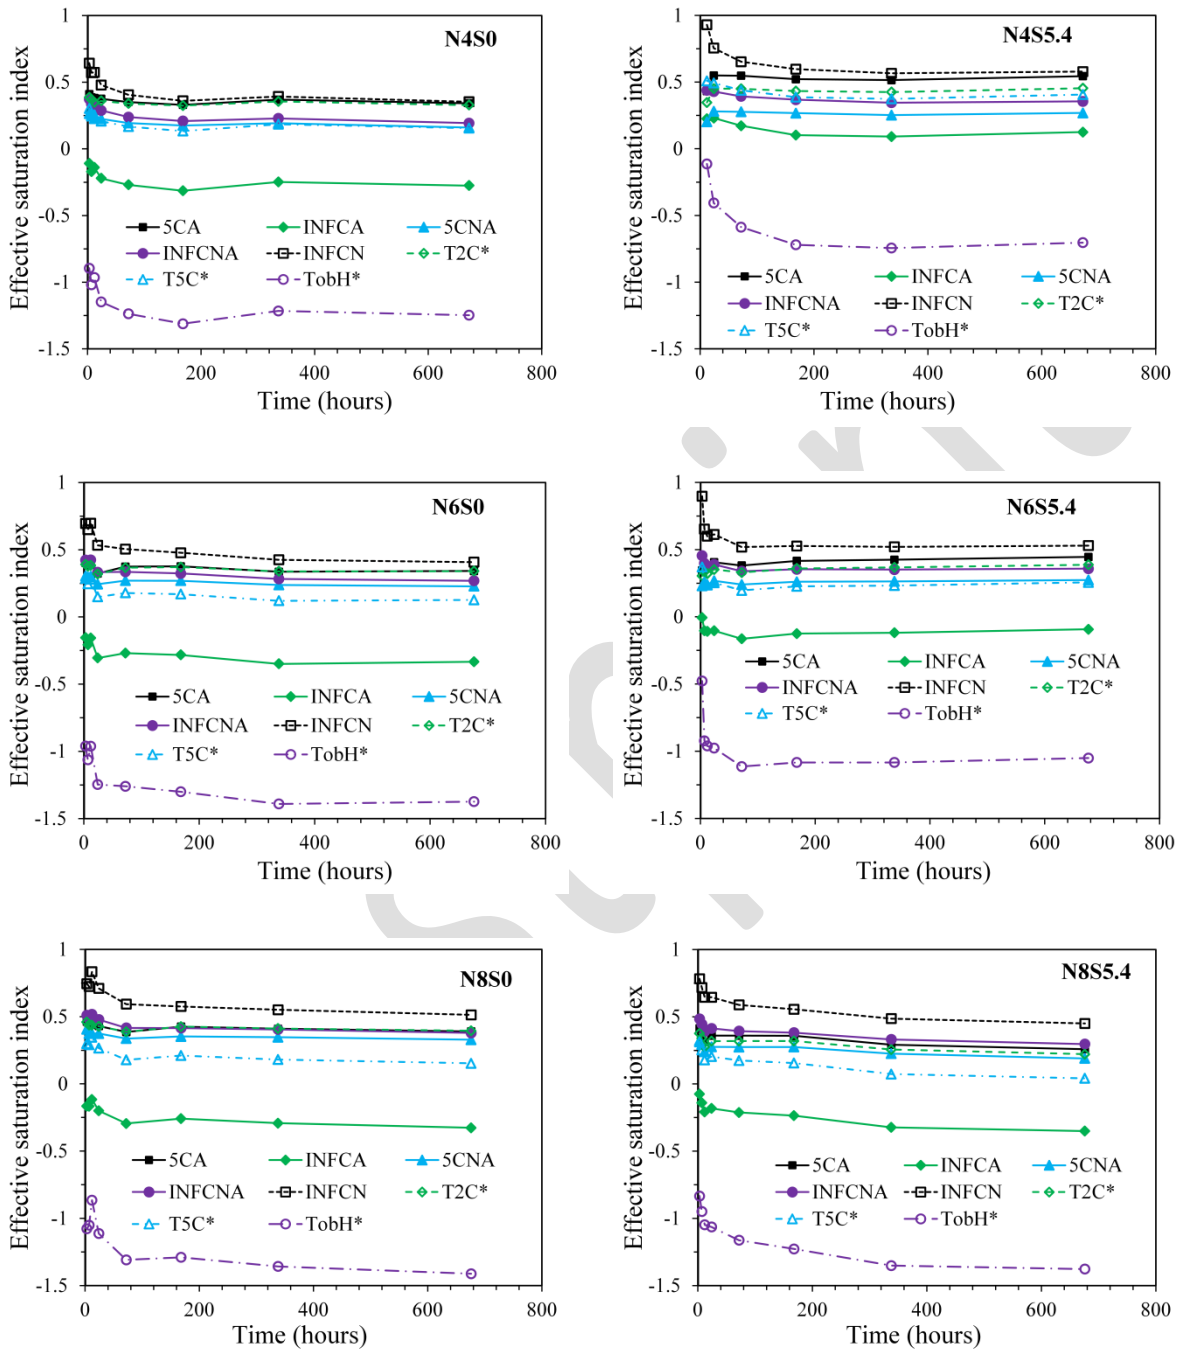 N4S0
Effective saturation index
1
0.5
0
-0.5
-1
-1.5
5CA INFCA 5CNA
INFCNA INFCN T2C*
T5C* TobH*
0 200 400 600 800
Time (hours)
N4S5.4
Effective saturation index
1
0.5
0
-0.5
-1
-1.5
5CA INFCA 5CNA
INFCNA INFCN T2C*
T5C* TobH*
0 200 400 600 800
Time (hours)
N6S0
Effective saturation index
1
0.5
0
-0.5
-1
-1.5
5CA INFCA 5CNA
INFCNA INFCN T2C*
T5C* TobH*
0 200 400 600 800
Time (hours)
N6S5.4
Effective saturation index
1
0.5
0
-0.5
-1
-1.5
5CA INFCA 5CNA
INFCNA INFCN T2C*
T5C* TobH*
0 200 400 600 800
Time (hours)
N8S0
Effective saturation index
1
0.5
0
-0.5
-1
-1.5
5CA INFCA 5CNA
INFCNA INFCN T2C*
T5C* TobH*
0 200 400 600 800
Time (hours)
N8S5.4
Effective saturation index
1
0.5
0
-0.5
-1
-1.5
5CA INFCA 5CNA
INFCNA INFCN T2C*
T5C* TobH*
0 200 400 600 800
Time (hours)